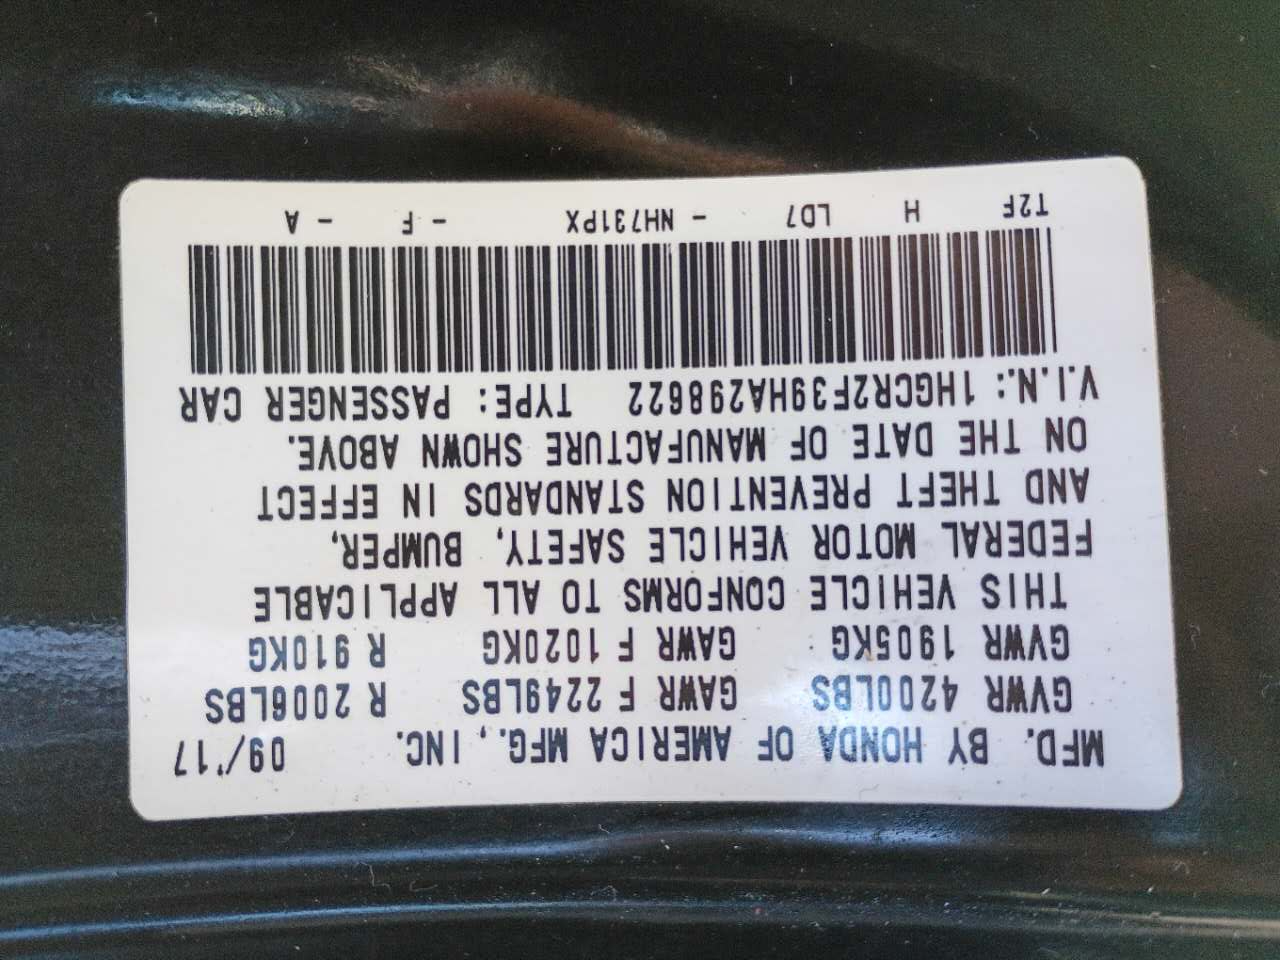 MFD. BY HONDA OF AMERICA MFG., INC. 09/'17
GVWR 4200LBS GAWR F 2249LBS R 2006LBS
GVWR 1905KG GAWR F 1020KG R 910KG
THIS VEHICLE CONFORMS TO ALL APPLICABLE
FEDERAL MOTOR VEHICLE SAFETY, BUMPER,
AND THEFT PREVENTION STANDARDS IN EFFECT
ON THE DATE OF MANUFACTURE SHOWN ABOVE.
V.I.N.: 1HGCR2F39HA298622 TYPE: PASSENGER CAR
T2F H LD7 - NH731PX - F - A